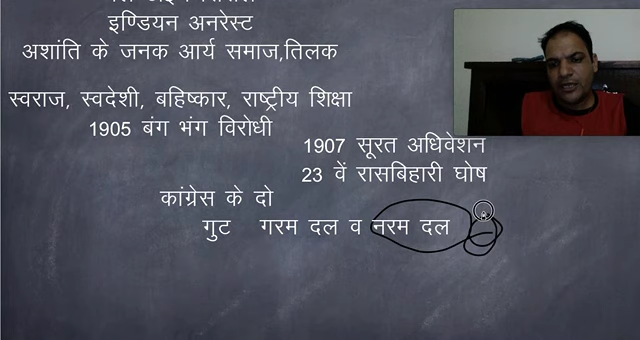 इण्डियन अनरेस्ट
अशांति के जनक आर्य समाज,तिलक
स्वराज, स्वदेशी, बहिष्कार, राष्ट्रीय शिक्षा
1905 बंग भंग विरोधी
1907 सूरत अधिवेशन
23 वें रासबिहारी घोष
कांग्रेस के दो
गुट गरम दल व नरम दल